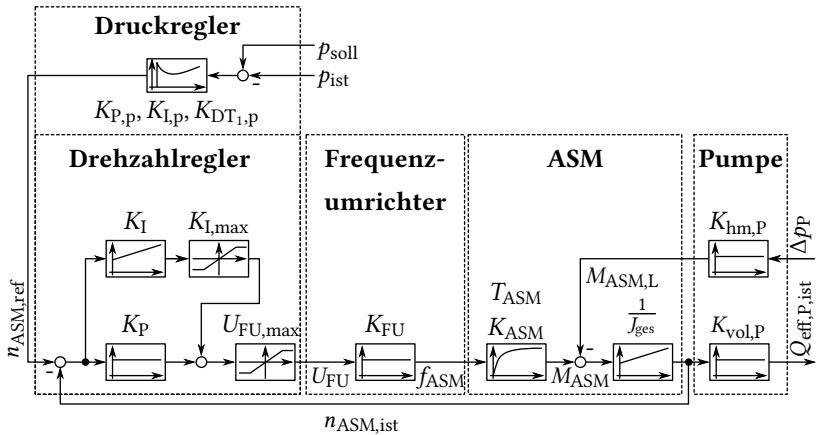 Druckregler
p_soll
p_ist
-
K_P,p, K_I,p, K_DT₁,p
Drehzahlregler
Frequenz-
umrichter
ASM
Pumpe
K_I
K_I,max
K_hm,P
Δp_P
M_ASM,L
T_ASM
1
J_ges
n_ASM,ref
K_P
U_FU,max
K_FU
K_ASM
K_vol,P
Q_eff,P,ist
-
-
U_FU
f_ASM
M_ASM
n_ASM,ist